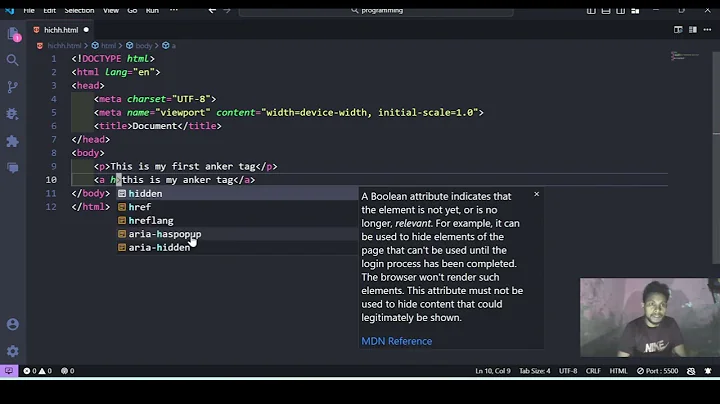 File Edit Selection View Go Run ...
programming
hichh.html
hichh.html > html > body > a
1 <!DOCTYPE html>
2 <html lang="en">
3 <head>
4 <meta charset="UTF-8">
5 <meta name="viewport" content="width=device-width, initial-scale=1.0">
6 <title>Document</title>
7 </head>
8 <body>
9 <p>This is my first anker tag</p>
10 <a h>this is my anker tag</a>
11 </body>
12 </html>
hidden
href
hreflang
aria-haspopup
aria-hidden
A Boolean attribute indicates that
the element is not yet, or is no
longer, relevant. For example, it can
be used to hide elements of the
page that can't be used until the
login process has been completed.
The browser won't render such
elements. This attribute must not be
used to hide content that could
legitimately be shown.
MDN Reference
0 0 0 Ln 10, Col 9 Tab Size: 4 UTF-8 CRLF HTML Port : 5500